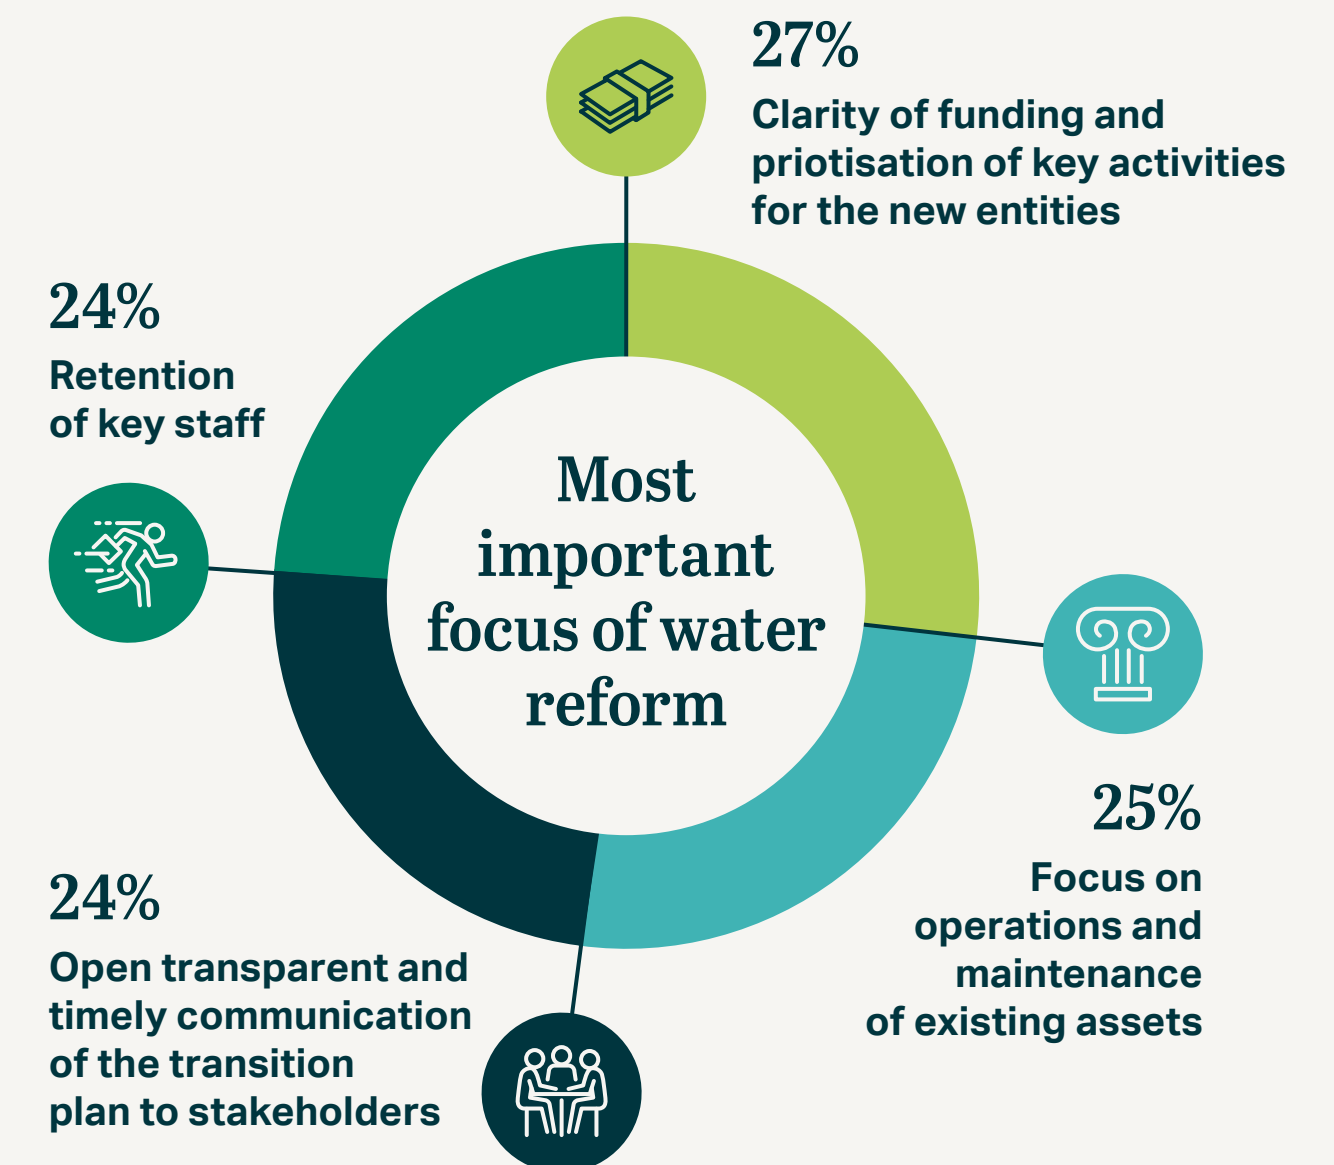 27%
Clarity of funding and
priotisation of key activities
for the new entities
24%
Retention
of key staff
Most
important
focus of water
reform
25%
Focus on
operations and
maintenance
of existing assets
24%
Open transparent and
timely communication
of the transition
plan to stakeholders